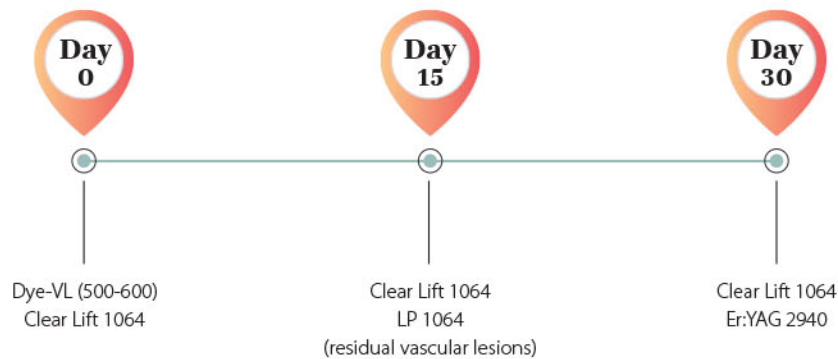 Day
0
Day
15
Day
30
Dye-VL (500-600)
Clear Lift 1064
Clear Lift 1064
LP 1064
(residual vascular lesions)
Clear Lift 1064
Er:YAG 2940